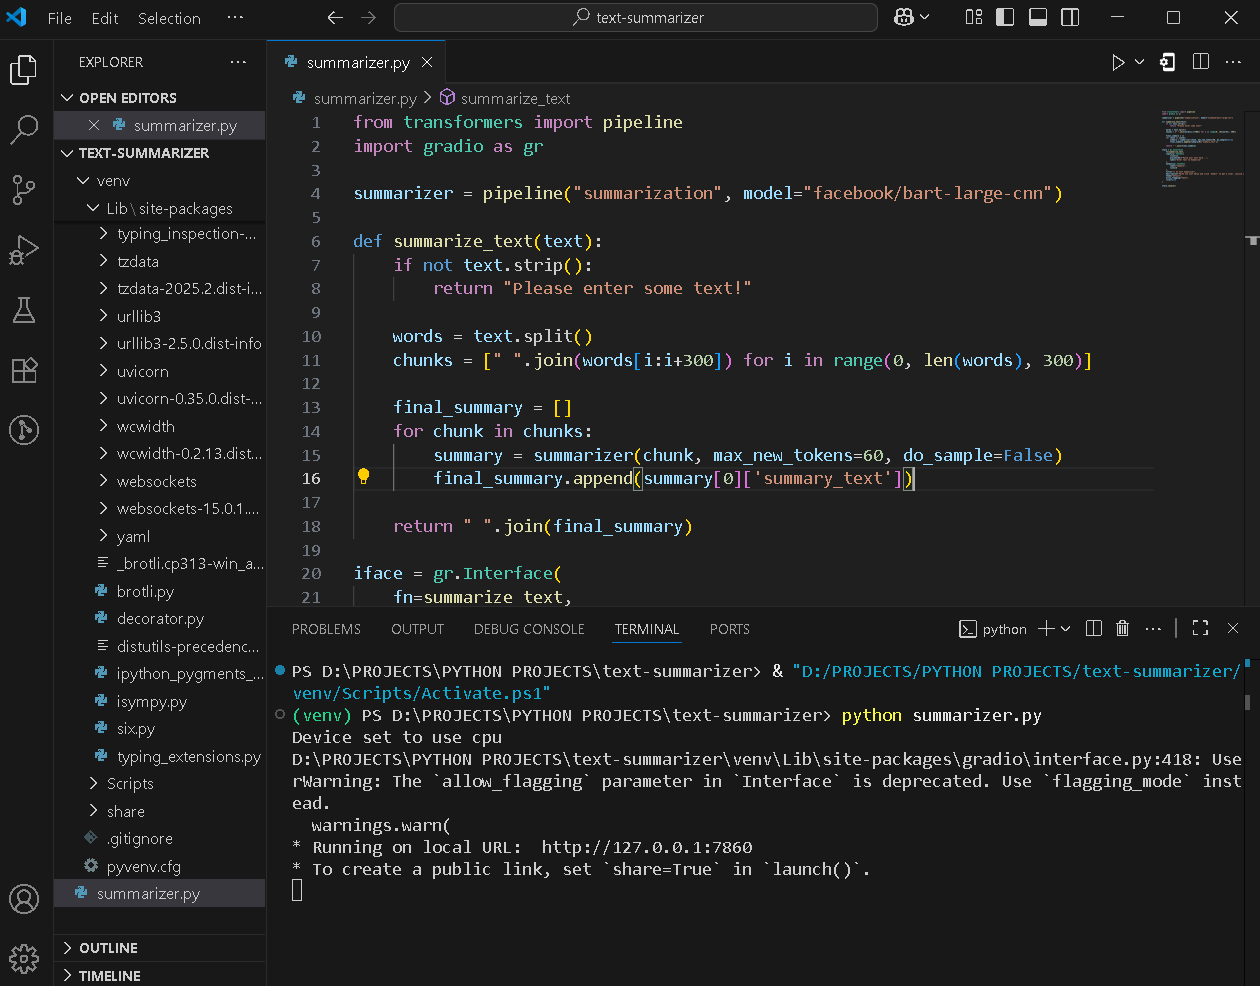 File Edit Selection ···
text-summarizer
EXPLORER ···
OPEN EDITORS
summarizer.py
TEXT-SUMMARIZER
venv
Lib\site-packages
typing_inspection-...
tzdata
tzdata-2025.2.dist-i...
urllib3
urllib3-2.5.0.dist-info
uvicorn
uvicorn-0.35.0.dist-...
wcwidth
wcwidth-0.2.13.dist...
websockets
websockets-15.0.1....
yaml
_brotli.cp313-win_a...
brotli.py
decorator.py
distutils-precedenc...
ipython_pygments_...
isympy.py
six.py
typing_extensions.py
Scripts
share
.gitignore
pyvenv.cfg
summarizer.py
OUTLINE
TIMELINE
summarizer.py
summarizer.py > summarize_text
1 from transformers import pipeline
2 import gradio as gr
3
4 summarizer = pipeline("summarization", model="facebook/bart-large-cnn")
5
6 def summarize_text(text):
7     if not text.strip():
8         return "Please enter some text!"
9
10     words = text.split()
11     chunks = [" ".join(words[i:i+300]) for i in range(0, len(words), 300)]
12
13     final_summary = []
14     for chunk in chunks:
15         summary = summarizer(chunk, max_new_tokens=60, do_sample=False)
16         final_summary.append(summary[0]['summary_text'])
17
18     return " ".join(final_summary)
19
20 iface = gr.Interface(
21     fn=summarize_text,
PROBLEMS OUTPUT DEBUG CONSOLE TERMINAL PORTS
python
PS D:\PROJECTS\PYTHON PROJECTS\text-summarizer> & "D:/PROJECTS/PYTHON PROJECTS/text-summarizer/
venv/Scripts/Activate.ps1"
(venv) PS D:\PROJECTS\PYTHON PROJECTS\text-summarizer> python summarizer.py
Device set to use cpu
D:\PROJECTS\PYTHON PROJECTS\text-summarizer\venv\Lib\site-packages\gradio\interface.py:418: Use
rWarning: The `allow_flagging` parameter in `Interface` is deprecated. Use `flagging_mode` inst
ead.
  warnings.warn(
* Running on local URL:  http://127.0.0.1:7860
* To create a public link, set `share=True` in `launch()`.